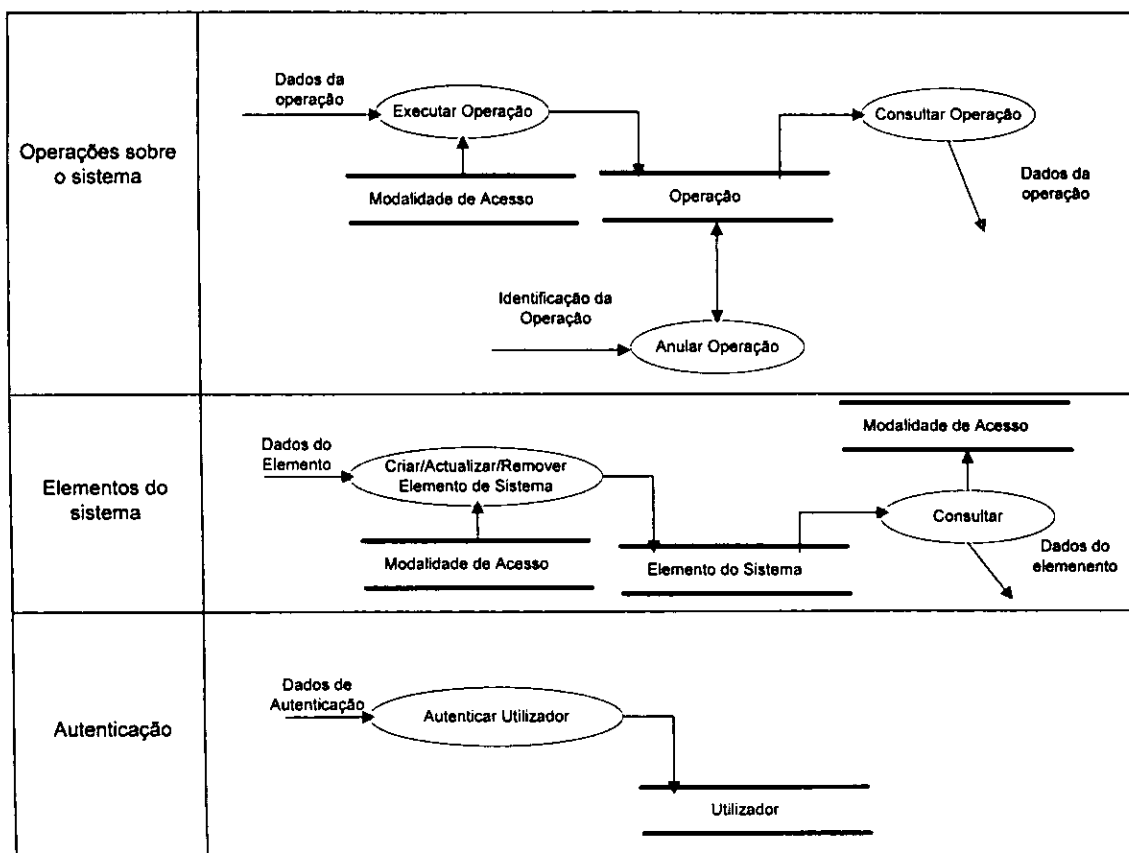 Operações sobre
o sistema
Dados da
operação
Executar Operação
Consultar Operação
Modalidade de Acesso
Operação
Dados da
operação
Identificação da
Operação
Anular Operação
Elementos do
sistema
Dados do
Elemento
Criar/Actualizar/Remover
Elemento de Sistema
Modalidade de Acesso
Elemento do Sistema
Modalidade de Acesso
Consultar
Dados do
elemenento
Autenticação
Dados de
Autenticação
Autenticar Utilizador
Utilizador